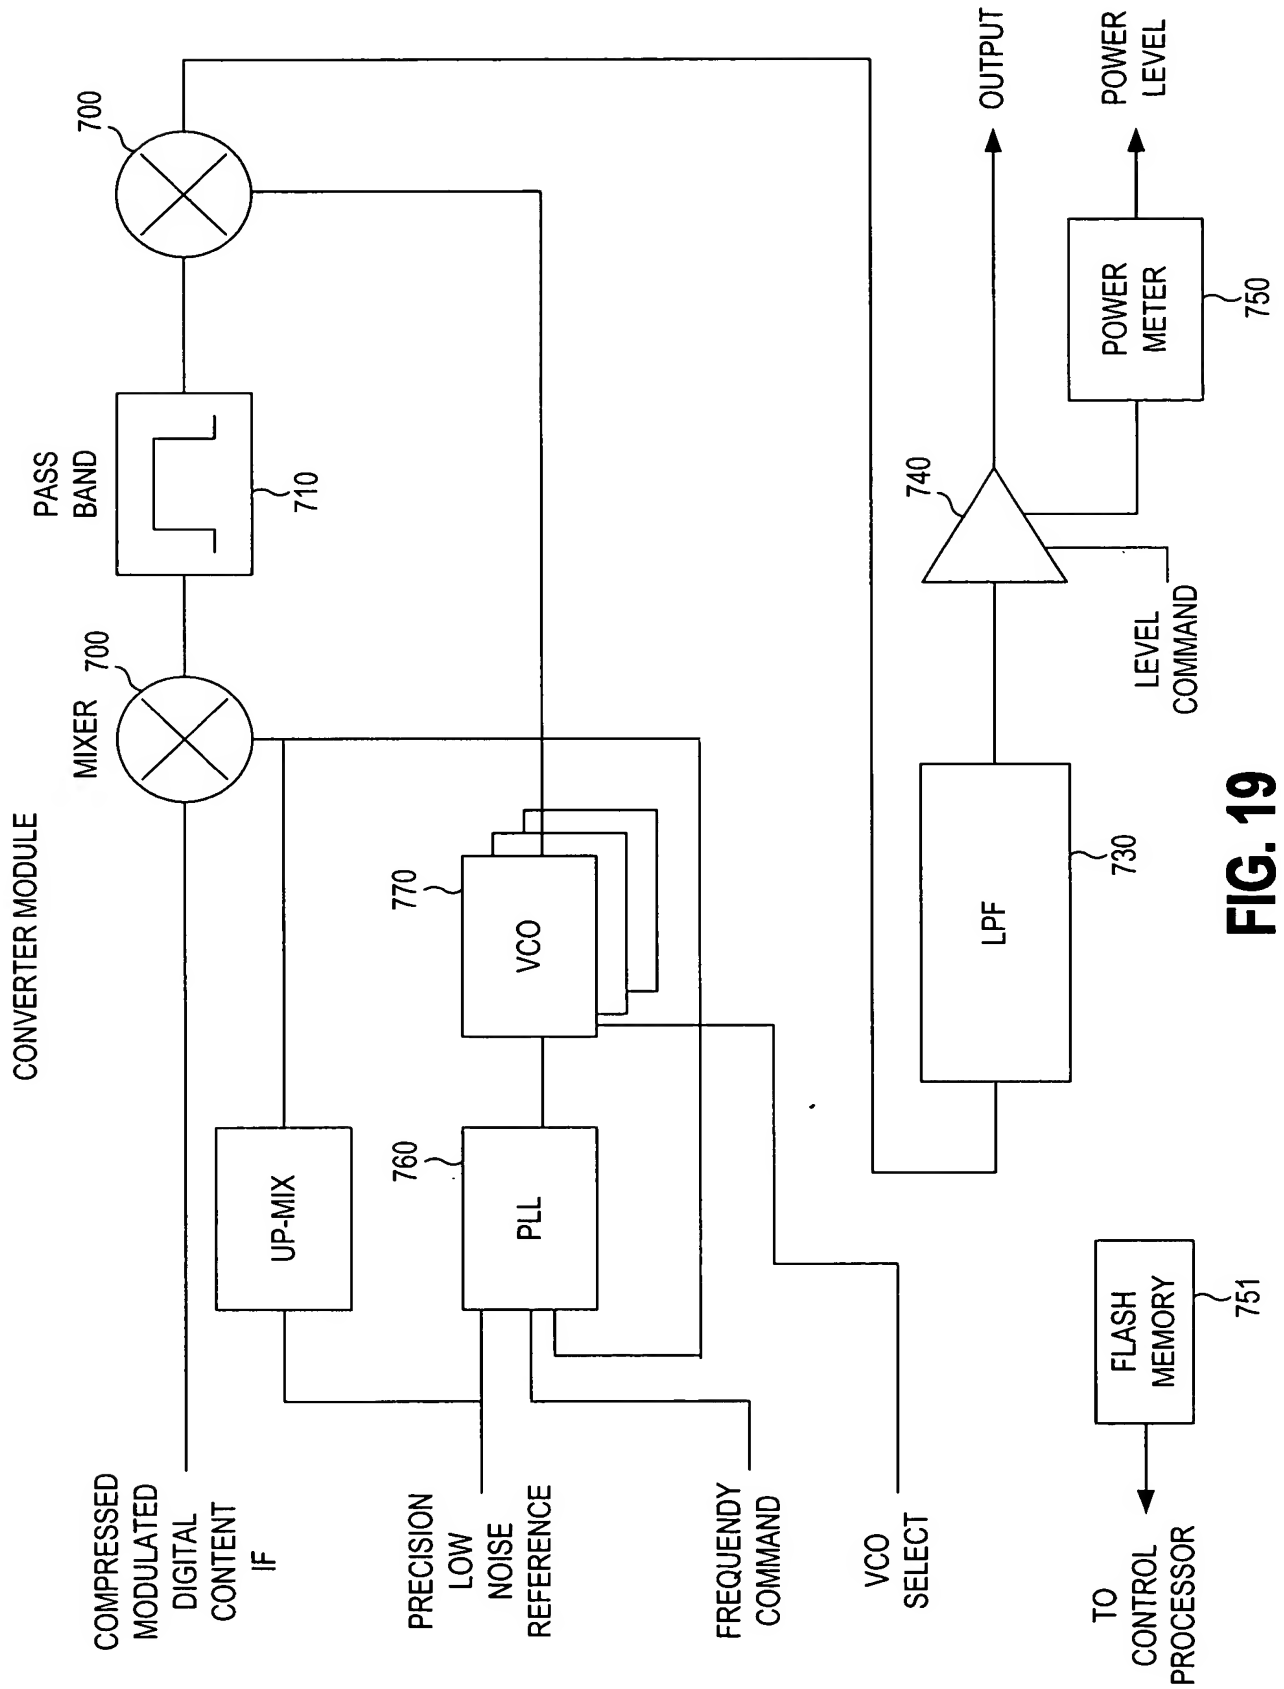 CONVERTER MODULE
COMPRESSED
MODULATED
DIGITAL
CONTENT
IF
MIXER
700
PASS
BAND
710
700
UP-MIX
PRECISION
LOW
NOISE
REFERENCE
760
PLL
770
VCO
FREQUENDY
COMMAND
VCO
SELECT
LPF
730
740
OUTPUT
LEVEL
COMMAND
POWER
METER
750
POWER
LEVEL
FLASH
MEMORY
751
TO
CONTROL
PROCESSOR
FIG. 19